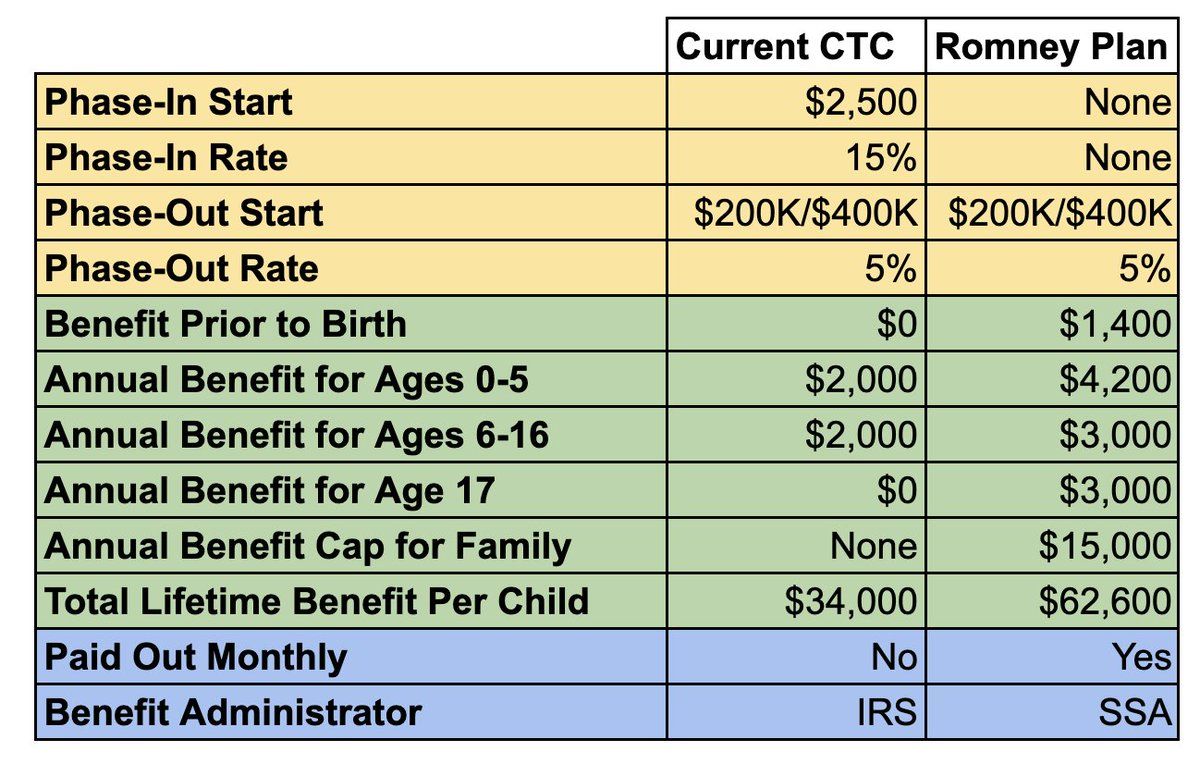 Current CTC Romney Plan
Phase-In Start $2,500 None
Phase-In Rate 15% None
Phase-Out Start $200K/$400K $200K/$400K
Phase-Out Rate 5% 5%
Benefit Prior to Birth $0 $1,400
Annual Benefit for Ages 0-5 $2,000 $4,200
Annual Benefit for Ages 6-16 $2,000 $3,000
Annual Benefit for Age 17 $0 $3,000
Annual Benefit Cap for Family None $15,000
Total Lifetime Benefit Per Child $34,000 $62,600
Paid Out Monthly No Yes
Benefit Administrator IRS SSA